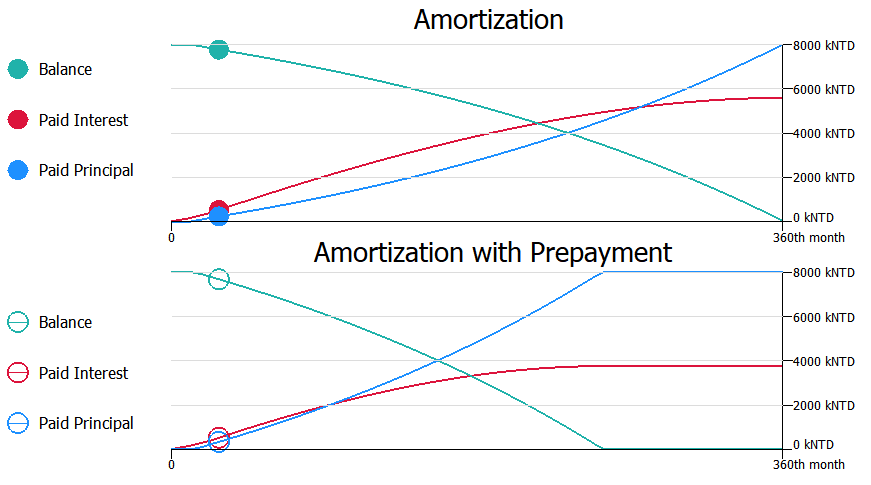 Amortization
Balance
Paid Interest
Paid Principal
8000 kNTD
6000 kNTD
4000 kNTD
2000 kNTD
0 kNTD
0
360th month
Amortization with Prepayment
Balance
Paid Interest
Paid Principal
8000 kNTD
6000 kNTD
4000 kNTD
2000 kNTD
0 kNTD
0
360th month